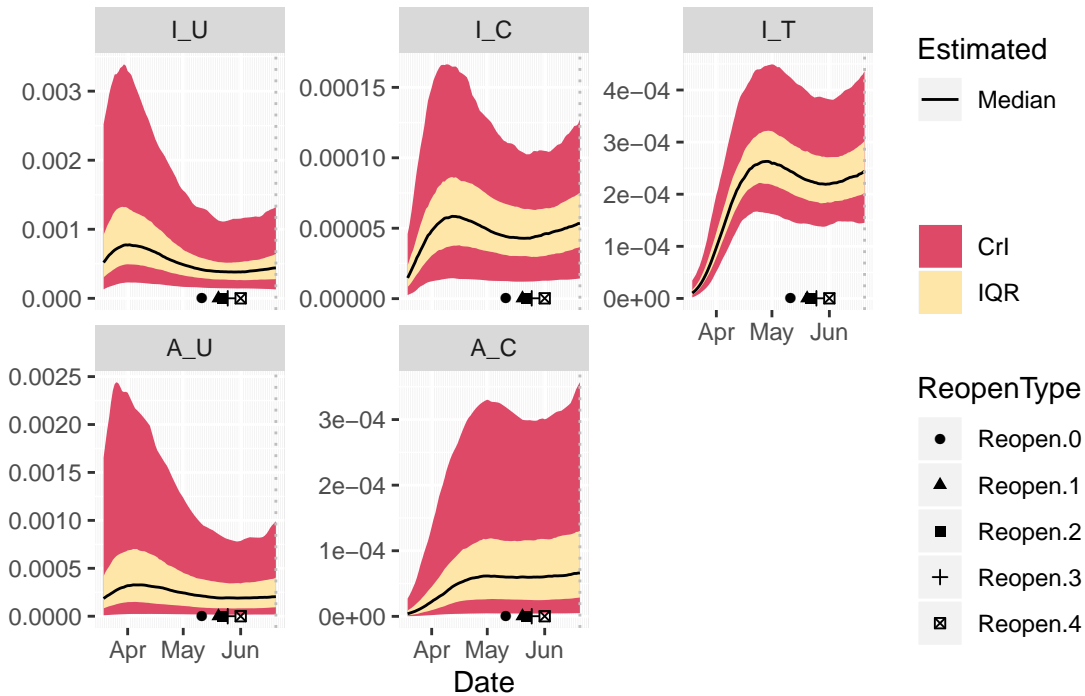 I_U
I_C
I_T
0.003
0.002
0.001
0.000
0.00015
0.00010
0.00005
0.00000
4e−04
3e−04
2e−04
1e−04
0e+00
Apr May Jun
A_U
A_C
0.0025
0.0020
0.0015
0.0010
0.0005
0.0000
Apr May Jun
3e−04
2e−04
1e−04
0e+00
Apr May Jun
Date
Estimated
Median
CrI
IQR
ReopenType
Reopen.0
Reopen.1
Reopen.2
Reopen.3
Reopen.4